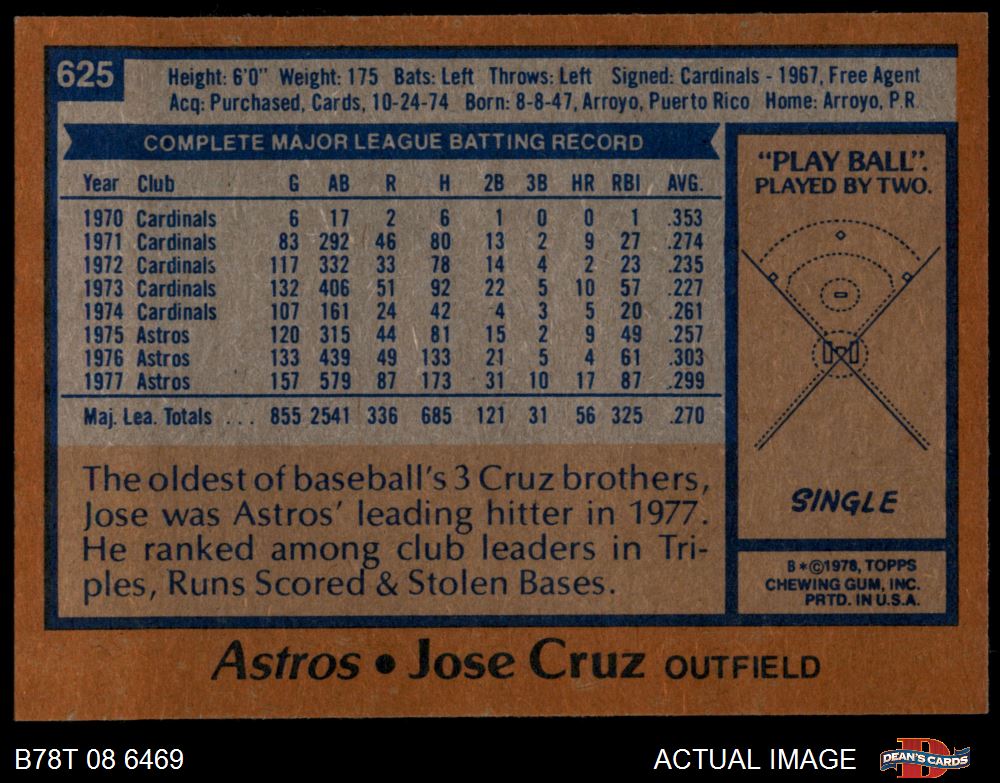 625
Height: 6'0" Weight: 175 Bats: Left Throws: Left Signed: Cardinals - 1967, Free Agent
Acq: Purchased, Cards, 10-24-74 Born: 8-8-47, Arroyo, Puerto Rico Home: Arroyo, P.R.
COMPLETE MAJOR LEAGUE BATTING RECORD
Year Club G AB R H 2B 3B HR RBI AVG.
1970 Cardinals 6 17 2 6 1 0 0 1 .353
1971 Cardinals 83 292 46 80 13 2 9 27 .274
1972 Cardinals 117 332 33 78 14 4 2 23 .235
1973 Cardinals 132 406 51 92 22 5 10 57 .227
1974 Cardinals 107 161 24 42 4 3 5 20 .261
1975 Astros 120 315 44 81 15 2 9 49 .257
1976 Astros 133 439 49 133 21 5 4 61 .303
1977 Astros 157 579 87 173 31 10 17 87 .299
Maj. Lea. Totals . . . 855 2541 336 685 121 31 56 325 .270
The oldest of baseball's 3 Cruz brothers,
Jose was Astros' leading hitter in 1977.
He ranked among club leaders in Tri-
ples, Runs Scored & Stolen Bases.
"PLAY BALL".
PLAYED BY TWO.
SINGLE
B*©1978, TOPPS
CHEWING GUM, INC.
PRTD. IN U.S.A.
Astros • Jose Cruz OUTFIELD
B78T 08 6469
ACTUAL IMAGE
D
DEAN'S CARDS